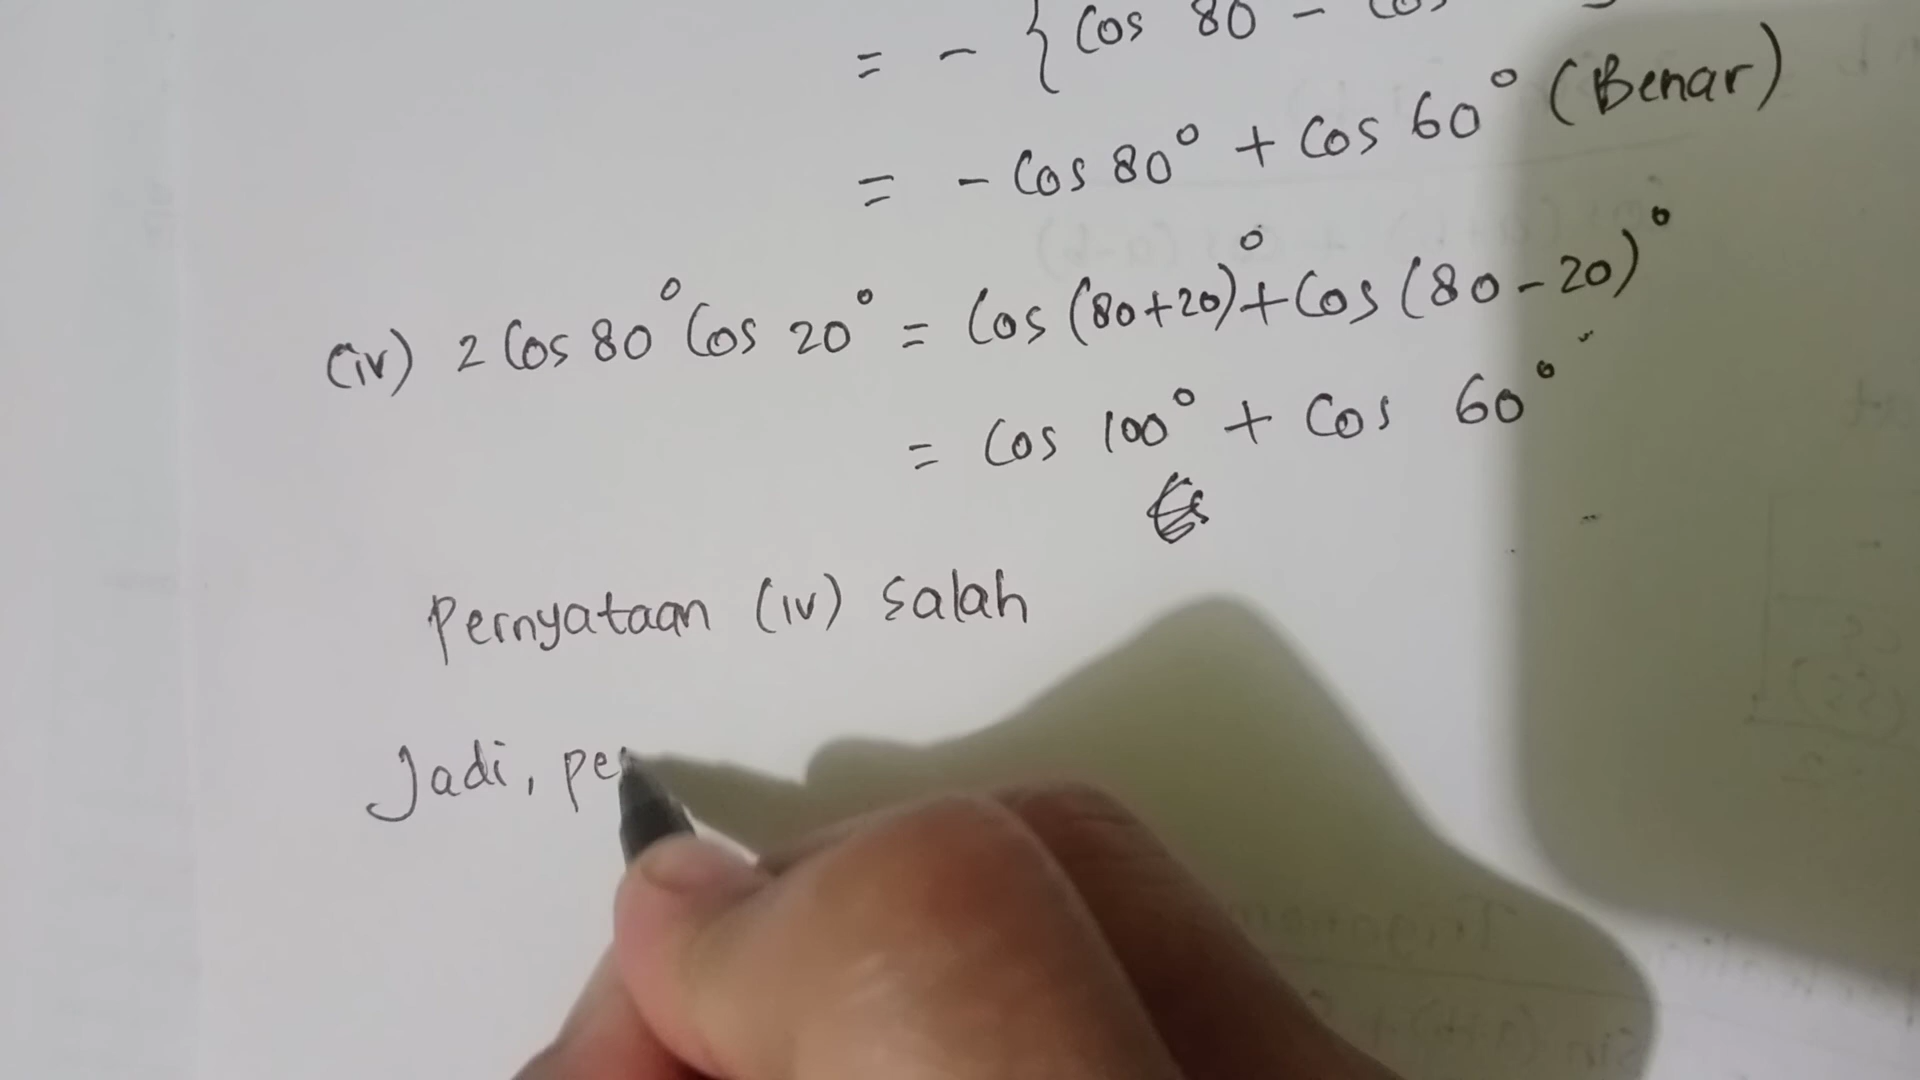 = - { Cos 80 - Cos
= - Cos 80° + Cos 60° (Benar)
(iv) 2 Cos 80° Cos 20° = Cos (80+20)° + Cos (80-20)°
= Cos 100° + Cos 60°
Pernyataan (iv) salah
Jadi, pe